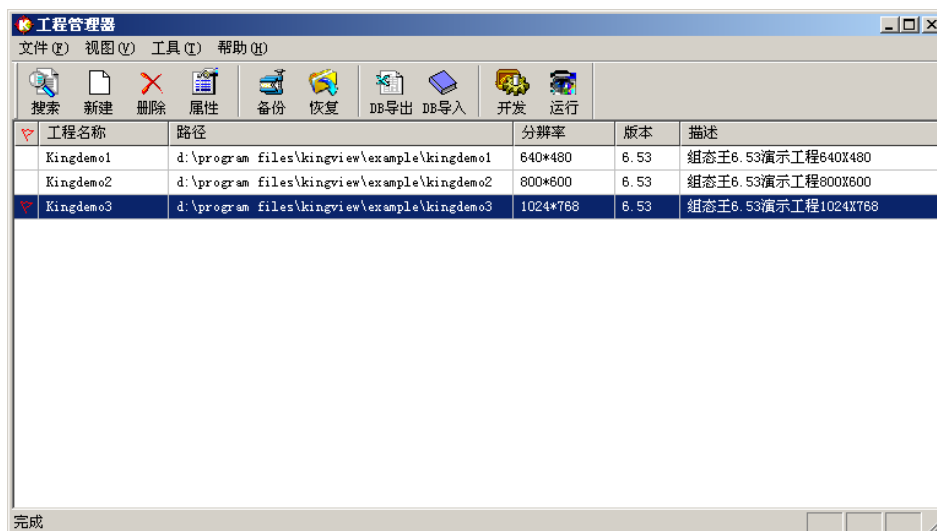 工程管理器
文件(F) 视图(V) 工具(T) 帮助(H)
搜索 新建 删除 属性 备份 恢复 DB导出 DB导入 开发 运行
工程名称 路径 分辨率 版本 描述
Kingdemo1 d:\program files\kingview\example\kingdemo1 640*480 6.53 组态王6.53演示工程640X480
Kingdemo2 d:\program files\kingview\example\kingdemo2 800*600 6.53 组态王6.53演示工程800X600
Kingdemo3 d:\program files\kingview\example\kingdemo3 1024*768 6.53 组态王6.53演示工程1024X768
完成